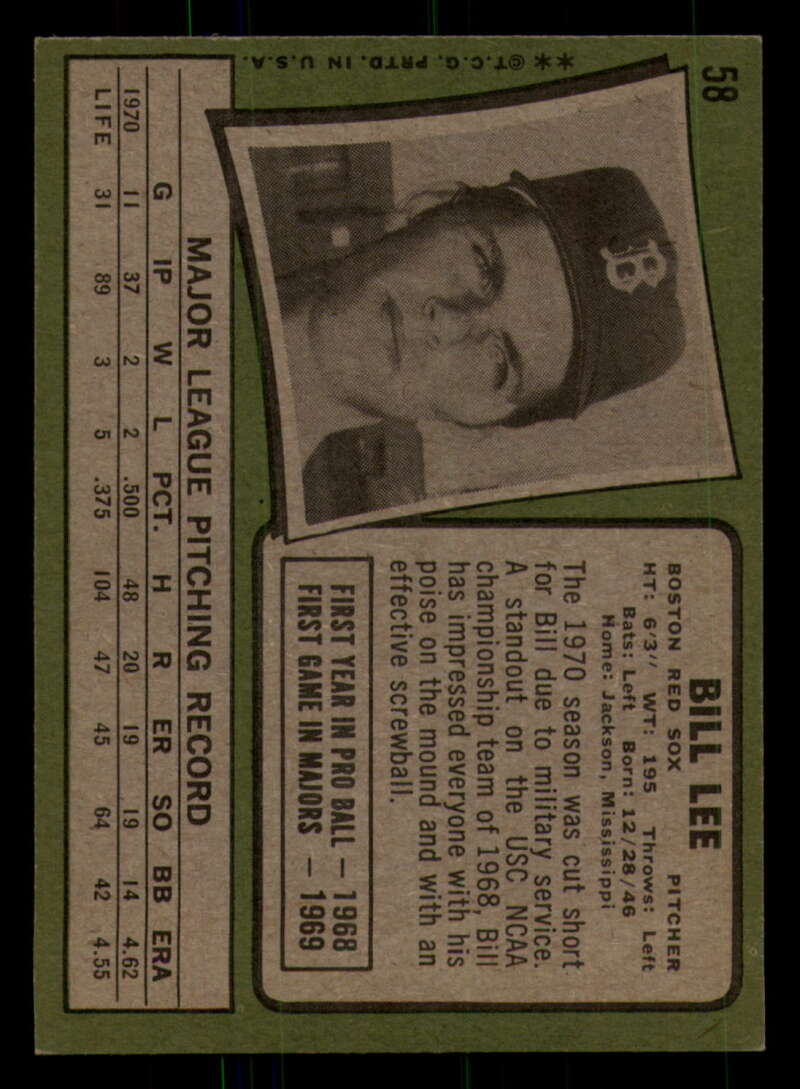 58
B
BILL LEE
BOSTON RED SOX PITCHER
HT: 6'3" WT: 195 Throws: Left
Bats: Left Born: 12/28/46
Home: Jackson, Mississippi
The 1970 season was cut short
for Bill due to military service.
A standout on the USC NCAA
championship team of 1968, Bill
has impressed everyone with his
poise on the mound and with an
effective screwball.
FIRST YEAR IN PRO BALL — 1968
FIRST GAME IN MAJORS — 1969
MAJOR LEAGUE PITCHING RECORD
G IP W L PCT. H R ER SO BB ERA
1970 11 37 2 2 .500 48 20 19 19 14 4.62
LIFE 31 89 3 5 .375 104 47 45 64 42 4.55
** ©T.C.G. PRTD. IN U.S.A.